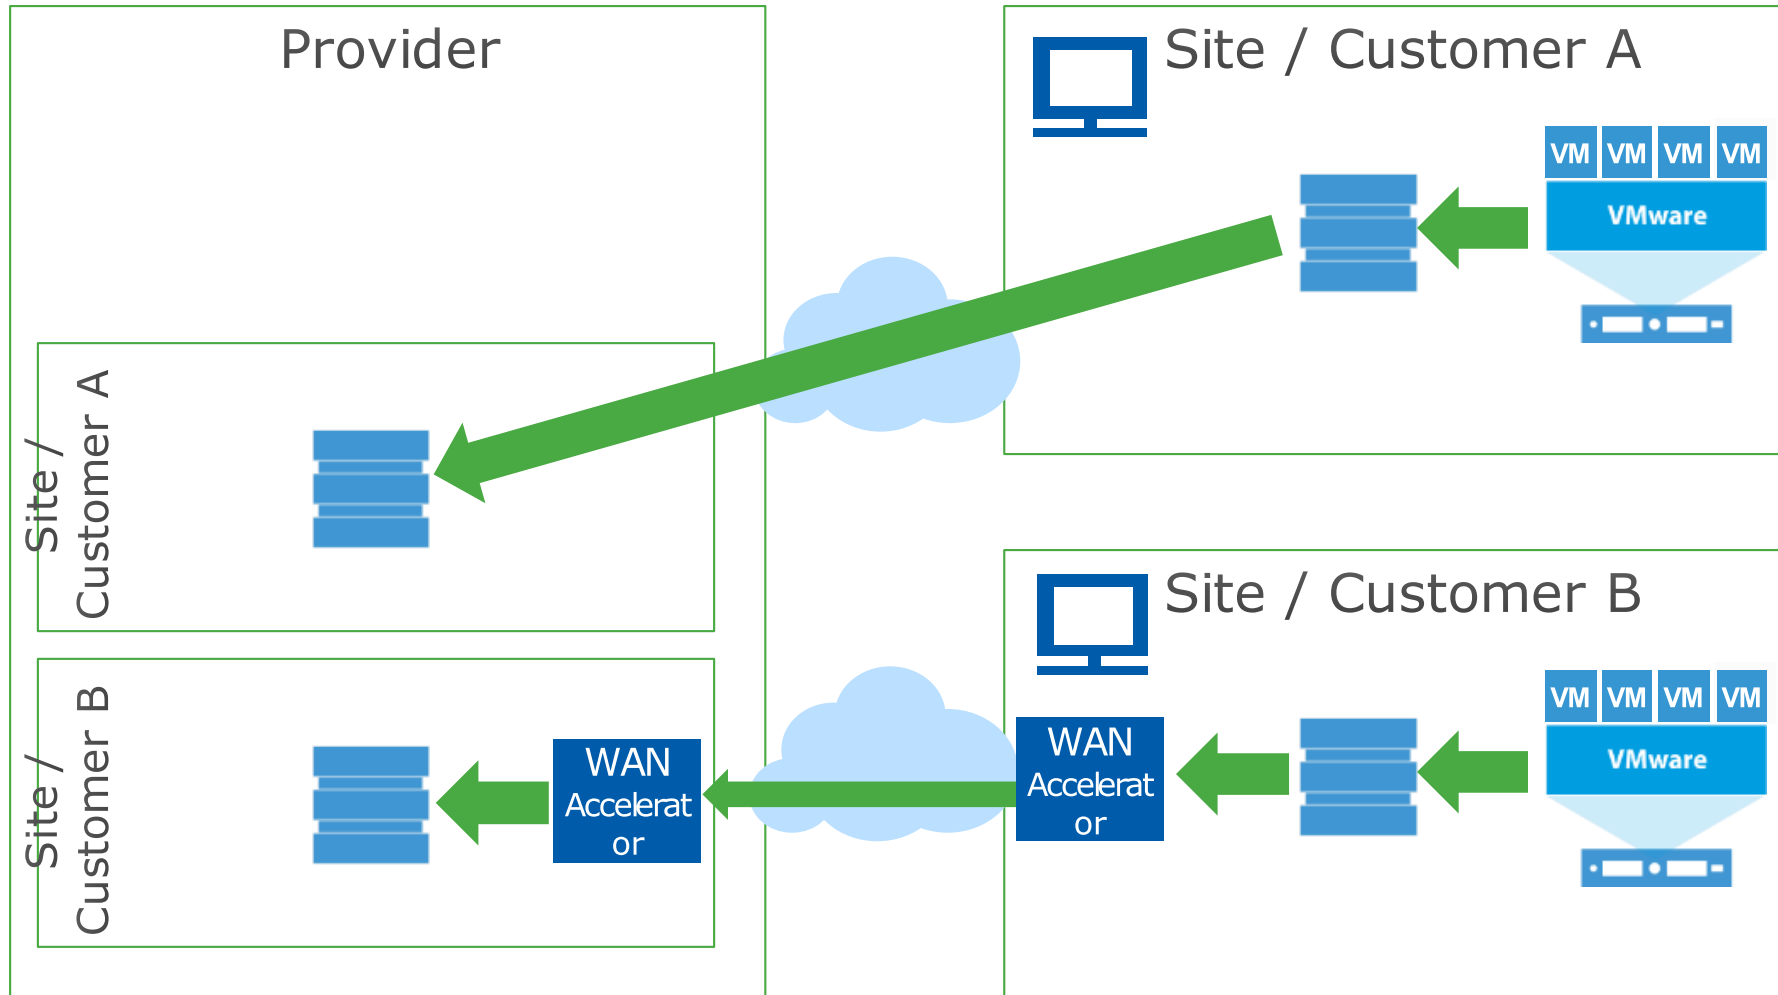 Provider
Site / Customer A
VM VM VM VM
VMware
Site /
Customer A
Site / Customer B
VM VM VM VM
VMware
Site /
Customer B
WAN
Accelerat
or
WAN
Accelerat
or